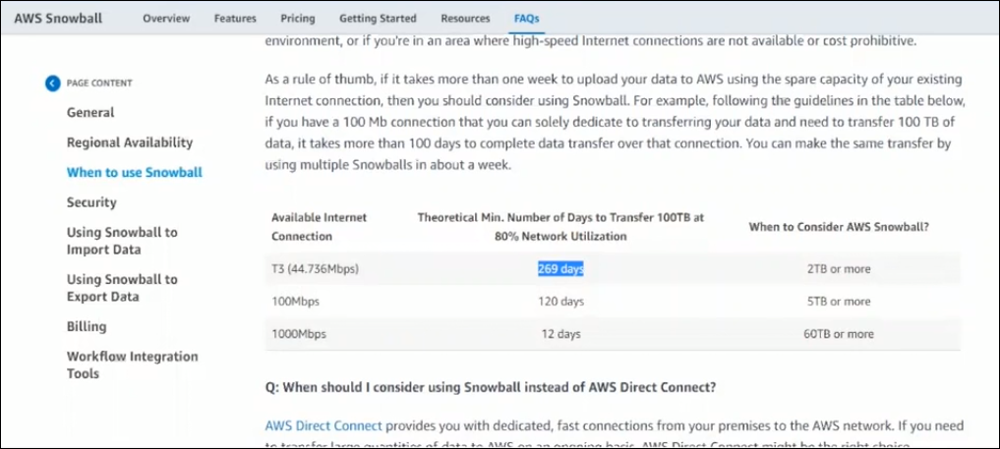 AWS Snowball
Overview
Features
Pricing
Getting Started
Resources
FAQs
PAGE CONTENT
General
Regional Availability
When to use Snowball
Security
Using Snowball to
Import Data
Using Snowball to
Export Data
Billing
Workflow Integration
Tools
environment, or if you're in an area where high-speed Internet connections are not available or cost prohibitive.
As a rule of thumb, if it takes more than one week to upload your data to AWS using the spare capacity of your existing
Internet connection, then you should consider using Snowball. For example, following the guidelines in the table below,
if you have a 100 Mb connection that you can solely dedicate to transferring your data and need to transfer 100 TB of
data, it takes more than 100 days to complete data transfer over that connection. You can make the same transfer by
using multiple Snowballs in about a week.
Available Internet
Connection
Theoretical Min. Number of Days to Transfer 100TB at
80% Network Utilization
When to Consider AWS Snowball?
T3 (44.736Mbps) 269 days 2TB or more
100Mbps 120 days 5TB or more
1000Mbps 12 days 60TB or more
Q: When should I consider using Snowball instead of AWS Direct Connect?
AWS Direct Connect provides you with dedicated, fast connections from your premises to the AWS network. If you need
to transfer large quantities of data to AWS on an ongoing basis, AWS Direct Connect might be the right choice.